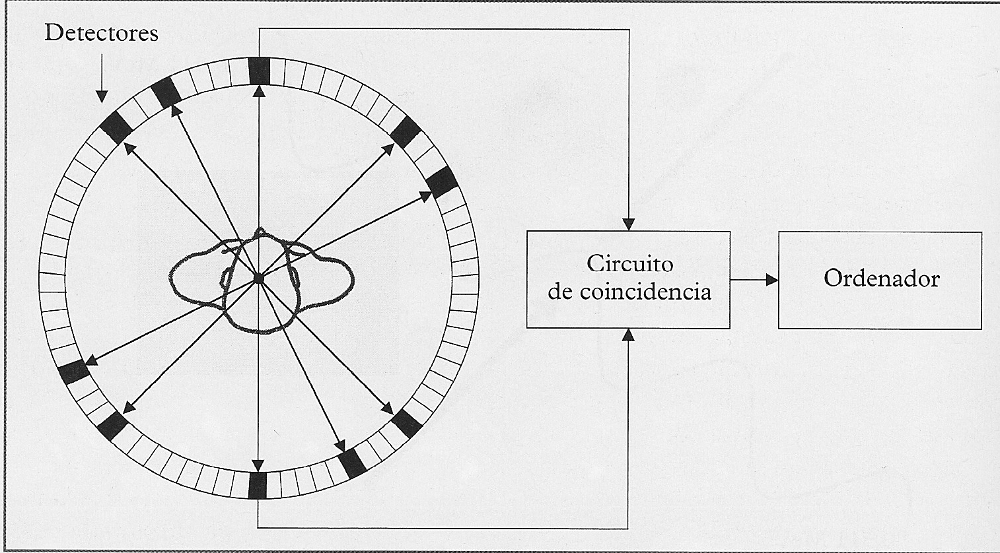 Detectores
Circuito
de coincidencia
Ordenador